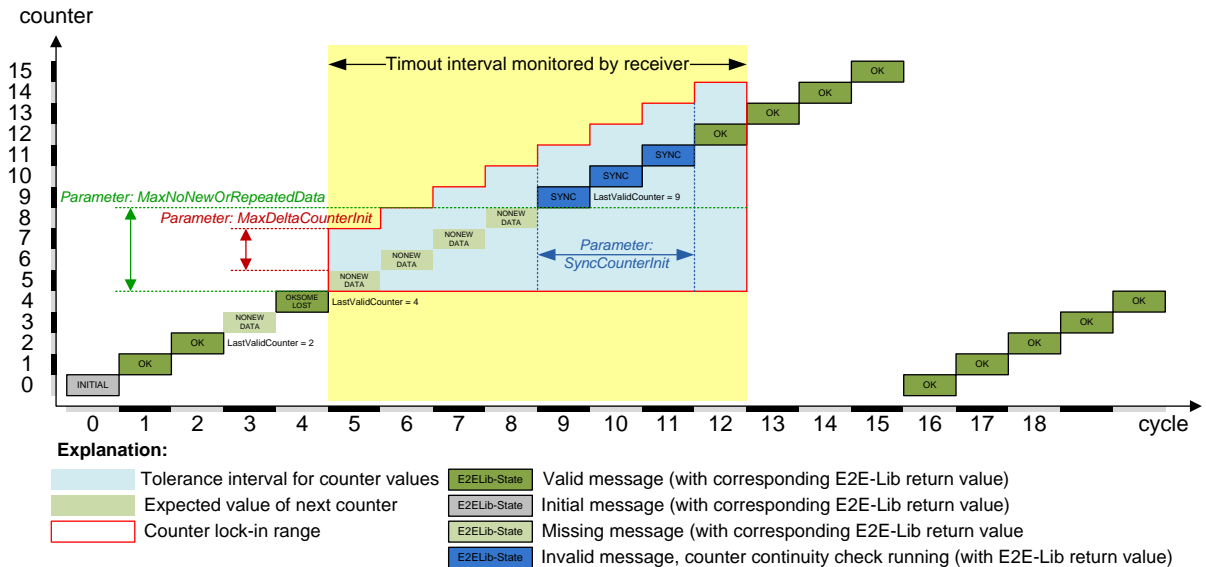 counter
Timout interval monitored by receiver
15
OK
14
OK
13
OK
12
OK
11
SYNC
10
SYNC
9
SYNC
LastValidCounter = 9
Parameter: MaxNoNewOrRepeatedData
8
NONEW DATA
Parameter: MaxDeltaCounterInit
7
NONEW DATA
6
NONEW DATA
Parameter:
SyncCounterInit
5
NONEW DATA
4
OKSOME LOST
LastValidCounter = 4
OK
3
NONEW DATA
OK
2
OK
LastValidCounter = 2
OK
1
OK
OK
0
INITIAL
OK
0 1 2 3 4 5 6 7 8 9 10 11 12 13 14 15 16 17 18 cycle
Explanation:
Tolerance interval for counter values
E2ELib-State Valid message (with corresponding E2E-Lib return value)
Expected value of next counter
E2ELib-State Initial message (with corresponding E2E-Lib return value)
Counter lock-in range
E2ELib-State Missing message (with corresponding E2E-Lib return value
E2ELib-State Invalid message, counter continuity check running (with E2E-Lib return value)